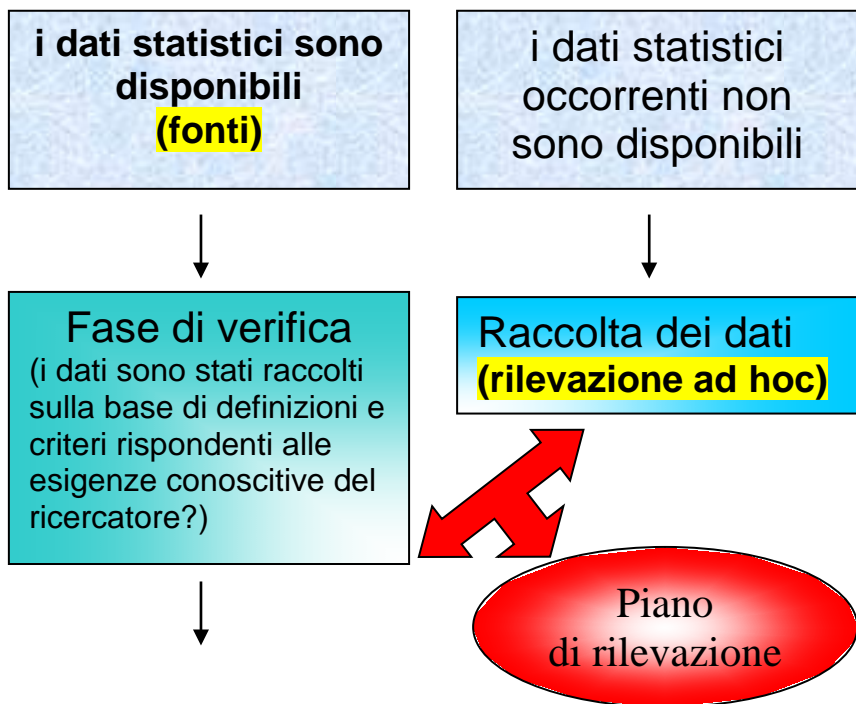 i dati statistici sono
disponibili
(fonti)
i dati statistici
occorrenti non
sono disponibili
Fase di verifica
(i dati sono stati raccolti
sulla base di definizioni e
criteri rispondenti alle
esigenze conoscitive del
ricercatore?)
Raccolta dei dati
(rilevazione ad hoc)
Piano
di rilevazione